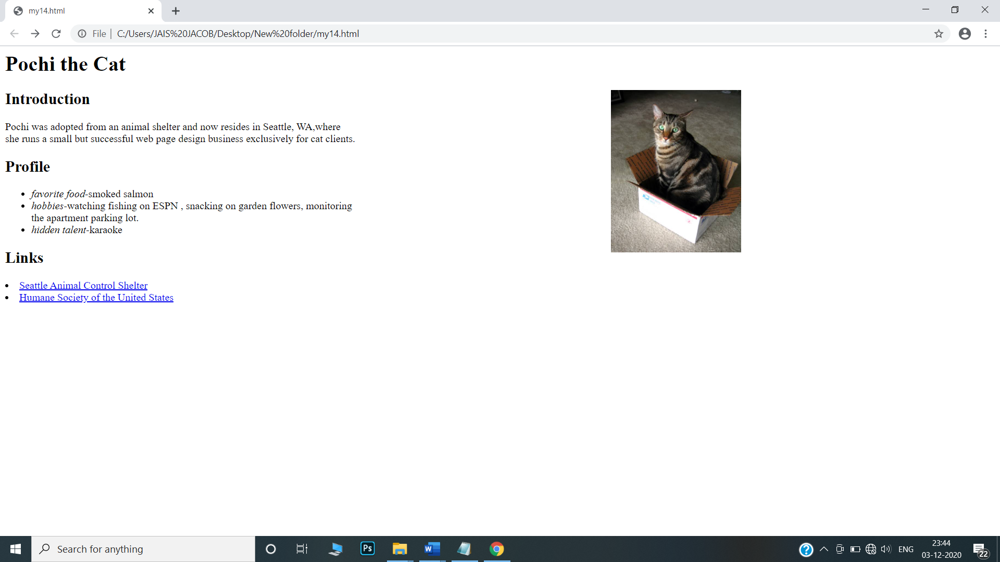 my14.html
File | C:/Users/JAIS%20JACOB/Desktop/New%20folder/my14.html
Pochi the Cat
Introduction
Pochi was adopted from an animal shelter and now resides in Seattle, WA,where
she runs a small but successful web page design business exclusively for cat clients.
Profile
• favorite food-smoked salmon
• hobbies-watching fishing on ESPN , snacking on garden flowers, monitoring
the apartment parking lot.
• hidden talent-karaoke
Links
• Seattle Animal Control Shelter
• Humane Society of the United States
Search for anything
Ps
W
?
ENG
23:44
03-12-2020
22